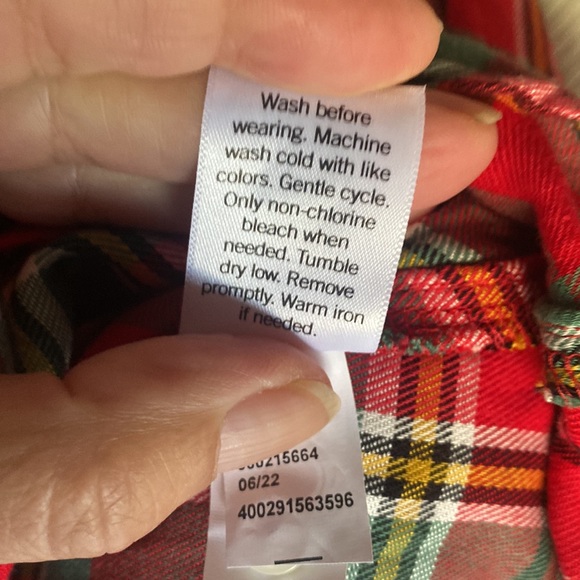 Wash before
wearing. Machine
wash cold with like
colors. Gentle cycle.
Only non-chlorine
bleach when
needed. Tumble
dry low. Remove
promptly. Warm iron
if needed.
06/22
400291563596